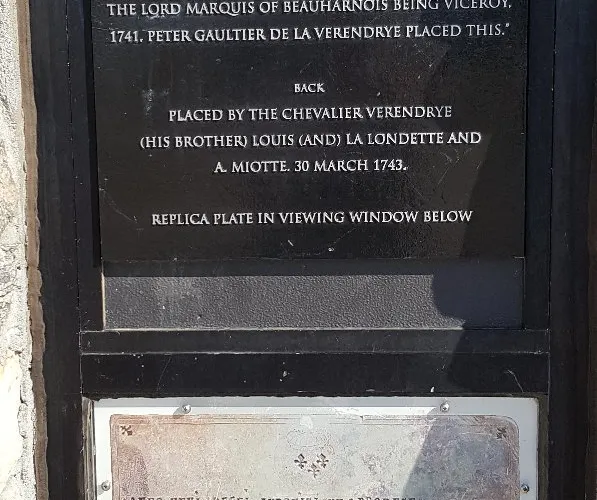 THE LORD MARQUIS OF BEAUHARNOIS BEING VICEROY,
1741. PETER GAULTIER DE LA VERENDRYE PLACED THIS."
BACK
PLACED BY THE CHEVALIER VERENDRYE
(HIS BROTHER) LOUIS (AND) LA LONDETTE AND
A. MIOTTE. 30 MARCH 1743.
REPLICA PLATE IN VIEWING WINDOW BELOW